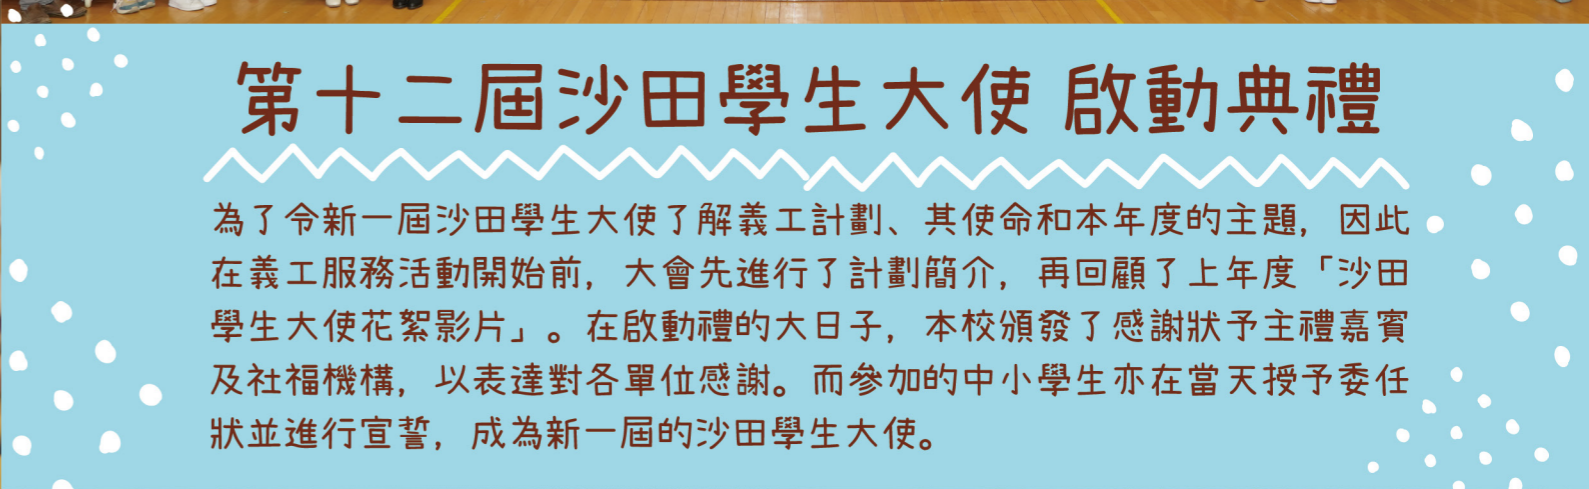 第十二屆沙田學生大使 啟動典禮
為了令新一屆沙田學生大使了解義工計劃、其使命和本年度的主題，因此
在義工服務活動開始前，大會先進行了計劃簡介，再回顧了上年度「沙田
學生大使花絮影片」。在啟動禮的大日子，本校頒發了感謝狀予主禮嘉賓
及社福機構，以表達對各單位感謝。而參加的中小學生亦在當天授予委任
狀並進行宣誓，成為新一屆的沙田學生大使。